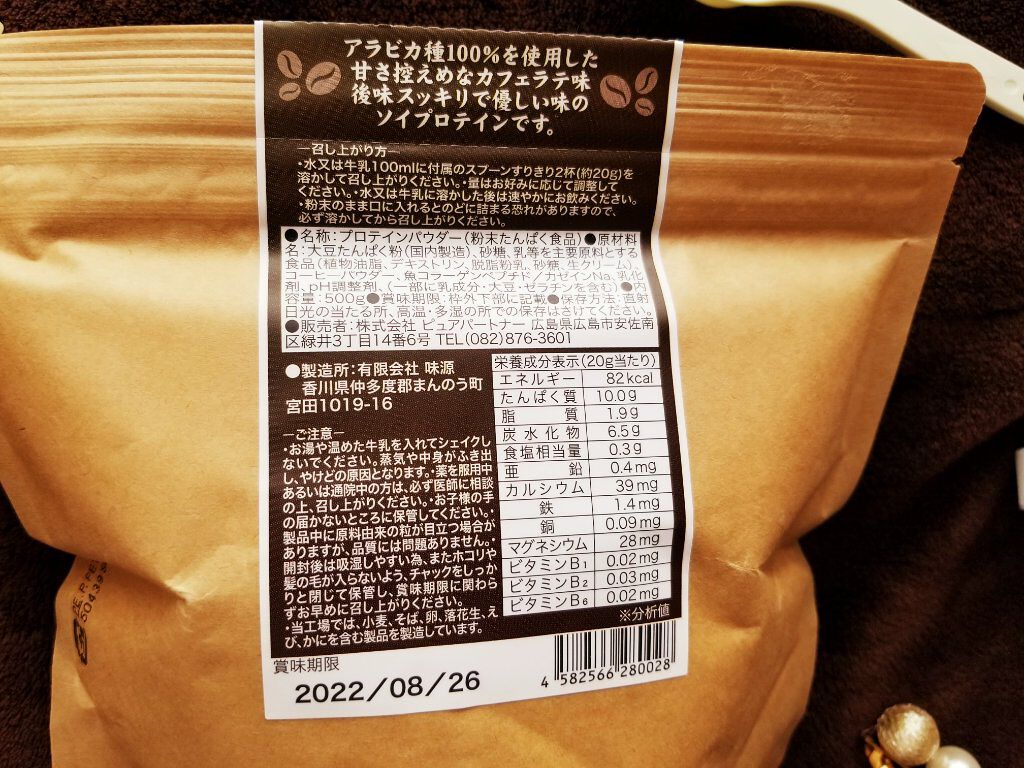 アラビカ種100%を使用した
甘さ控えめなカフェラテ味
後味スッキリで優しい味の
ソイプロテインです。
―召し上がり方―
・水又は牛乳100mlに付属のスプーンすりきり2杯(約20g)を
溶かして召し上がりください。・量はお好みに応じて調整して
ください。・水又は牛乳に溶かした後は速やかにお飲みください。
・粉末のまま口に入れるとのどに詰まる恐れがありますので、
必ず溶かしてから召し上がりください。
●名称:プロテインパウダー(粉末たんぱく食品)●原材料
名:大豆たんぱく粉(国内製造)、砂糖、乳等を主要原料とする
食品(植物油脂、デキストリン、脱脂粉乳、砂糖、生クリーム)、
コーヒーパウダー、魚コラーゲンペプチド/カゼインNa、乳化
剤、pH調整剤、(一部に乳成分・大豆・ゼラチンを含む)●内
容量:500g●賞味期限:枠外下部に記載●保存方法:直射
日光の当たる所、高温・多湿の所での保存はさけてください。
●販売者:株式会社 ピュアパートナー 広島県広島市安佐南
区緑井3丁目14番6号 TEL(082)876-3601
●製造所:有限会社 味源
香川県仲多度郡まんのう町
宮田1019-16
―ご注意―
・お湯や温めた牛乳を入れてシェイクし
ないでください。蒸気や中身がふき出
し、やけどの原因となります。・薬を服用中
あるいは通院中の方は、必ず医師に相談
の上、召し上がりください。・お子様の手
の届かないところに保管してください。・
製品中に原料由来の粒が目立つ場合が
ありますが、品質には問題ありません。・
開封後は吸湿しやすい為、またホコリや
髪の毛が入らないよう、チャックをしっか
りと閉じて保管し、賞味期限に関わら
ずお早めに召し上がりください。
・当工場では、小麦、そば、卵、落花生、え
び、かにを含む製品を製造しています。
栄養成分表示(20g当たり)
エネルギー 82kcal
たんぱく質 10.0g
脂質 1.9g
炭水化物 6.5g
食塩相当量 0.3g
亜鉛 0.4mg
カルシウム 39mg
鉄 1.4mg
銅 0.09mg
マグネシウム 28mg
ビタミンB1 0.02mg
ビタミンB2 0.03mg
ビタミンB6 0.02mg
※分析値
賞味期限
2022/08/26
4 582566 280028